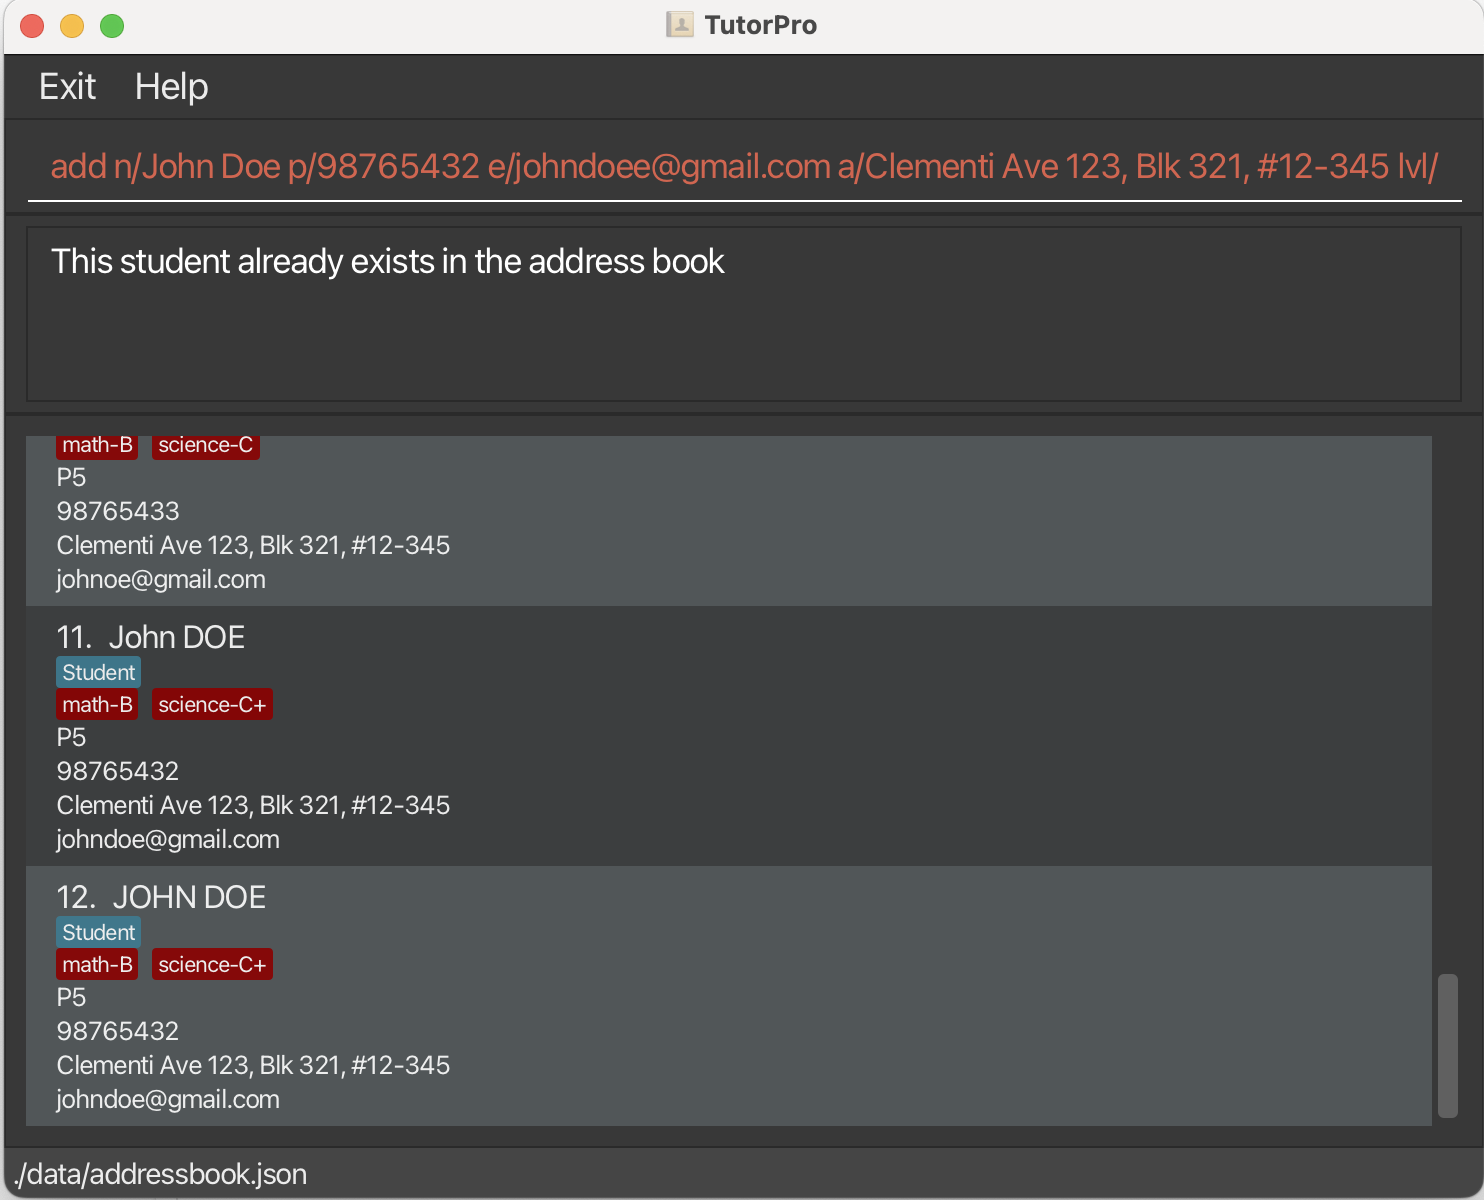 TutorPro
Exit Help
add n/John Doe p/98765432 e/johndoee@gmail.com a/Clementi Ave 123, Blk 321, #12-345 lvl/
This student already exists in the address book
math-B science-C
P5
98765433
Clementi Ave 123, Blk 321, #12-345
johnoe@gmail.com
11. John DOE
Student
math-B science-C+
P5
98765432
Clementi Ave 123, Blk 321, #12-345
johndoe@gmail.com
12. JOHN DOE
Student
math-B science-C+
P5
98765432
Clementi Ave 123, Blk 321, #12-345
johndoe@gmail.com
./data/addressbook.json